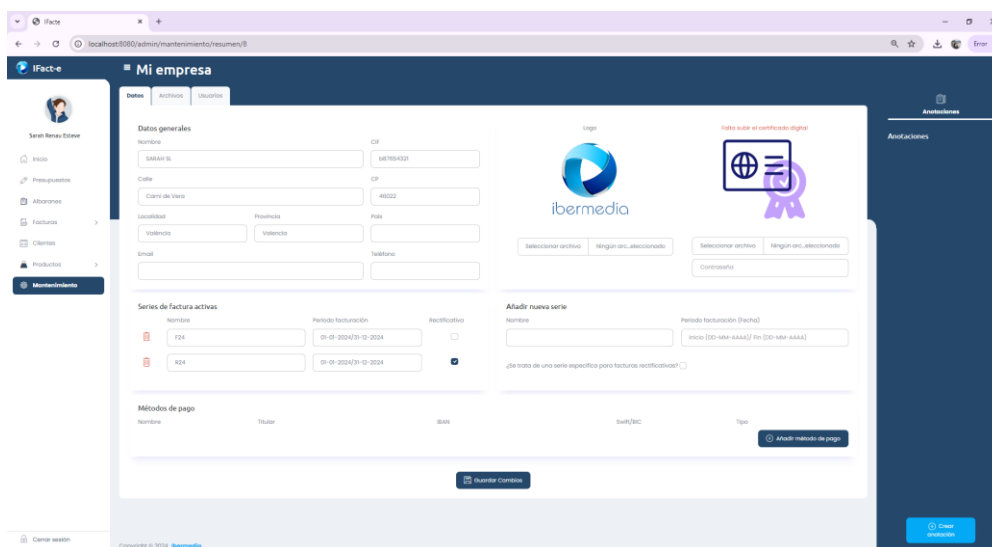 iFacte
localhost:8080/admin/mantenimiento/resumen/8
Error
IFact-e
Mi empresa
Sarah Renau Esteve
Inicio
Presupuestos
Albaranes
Facturas
Clientes
Productos
Mantenimiento
Cerrar sesión
Datos
Archivos
Usuarios
Datos generales
Nombre
CIF
SARAH SL
b87654321
Calle
CP
Camí de Vera
46022
Localidad
Provincia
País
València
Valencia
Email
Teléfono
Logo
ibermedia
Seleccionar archivo
Ningún arc...eleccionado
Falta subir el certificado digital
Seleccionar archivo
Ningún arc...eleccionado
Contraseña
Series de factura activas
Nombre
Periodo facturación
Rectificativa
F24
01-01-2024/31-12-2024
R24
01-01-2024/31-12-2024
Añadir nueva serie
Nombre
Periodo facturación (Fecha)
Inicio (DD-MM-AAAA)/ Fin (DD-MM-AAAA)
¿Se trata de una serie específica para facturas rectificativas?
Métodos de pago
Nombre
Titular
IBAN
Swift/BIC
Tipo
Añadir método de pago
Guardar Cambios
Copyright © 2024 Ibermedia
Anotaciones
Anotaciones
Crear
anotación